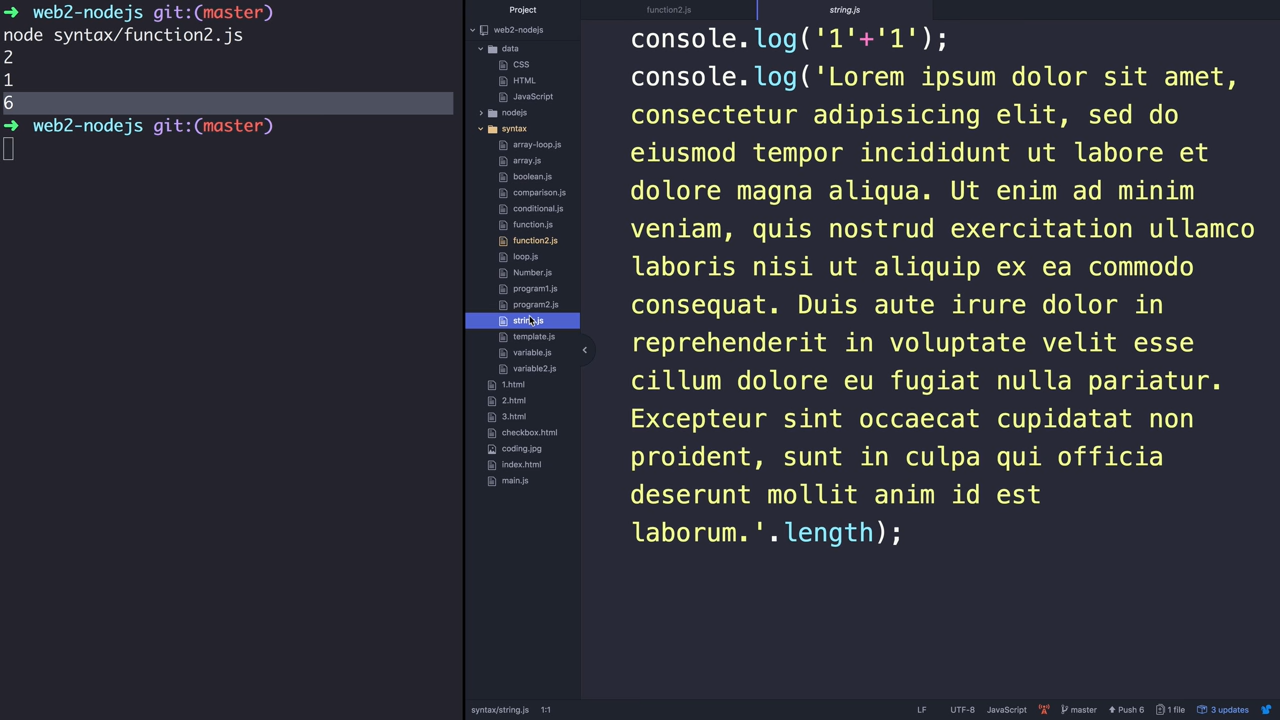 ➜ web2-nodejs git:(master)
node syntax/function2.js
2
1
6
➜ web2-nodejs git:(master)
Project
web2-nodejs
data
CSS
HTML
JavaScript
nodejs
syntax
array-loop.js
array.js
boolean.js
comparison.js
conditional.js
function.js
function2.js
loop.js
Number.js
program1.js
program2.js
string.js
template.js
variable.js
variable2.js
1.html
2.html
3.html
checkbox.html
coding.jpg
index.html
main.js
function2.js string.js
console.log('1'+'1');
console.log('Lorem ipsum dolor sit amet,
consectetur adipisicing elit, sed do
eiusmod tempor incididunt ut labore et
dolore magna aliqua. Ut enim ad minim
veniam, quis nostrud exercitation ullamco
laboris nisi ut aliquip ex ea commodo
consequat. Duis aute irure dolor in
reprehenderit in voluptate velit esse
cillum dolore eu fugiat nulla pariatur.
Excepteur sint occaecat cupidatat non
proident, sunt in culpa qui officia
deserunt mollit anim id est
laborum.'.length);
syntax/string.js 1:1 LF UTF-8 JavaScript master Push 6 1 file 3 updates